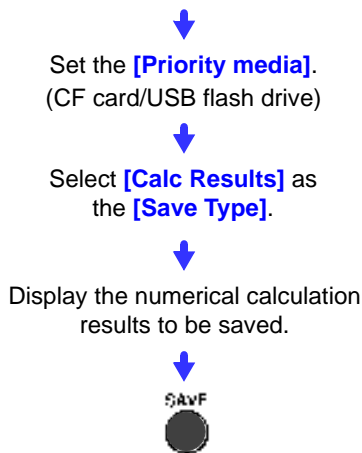 Set the [Priority media].
(CF card/USB flash drive)
Select [Calc Results] as
the [Save Type].
Display the numerical calculation
results to be saved.
SAVE